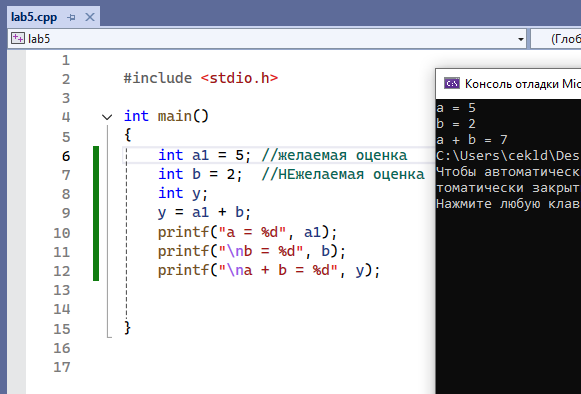 lab5.cpp
lab5
(Глоб
1
2 #include <stdio.h>
3
4 int main()
5 {
6 int a1 = 5; //желаемая оценка
7 int b = 2;  //НЕжелаемая оценка
8 int y;
9 y = a1 + b;
10 printf("a = %d", a1);
11 printf("\nb = %d", b);
12 printf("\na + b = %d", y);
13
14
15 }
16
17
C:\ Консоль отладки Mic
a = 5
b = 2
a + b = 7
C:\Users\cekld\Des
Чтобы автоматическ
томатически закрыт
Нажмите любую клав